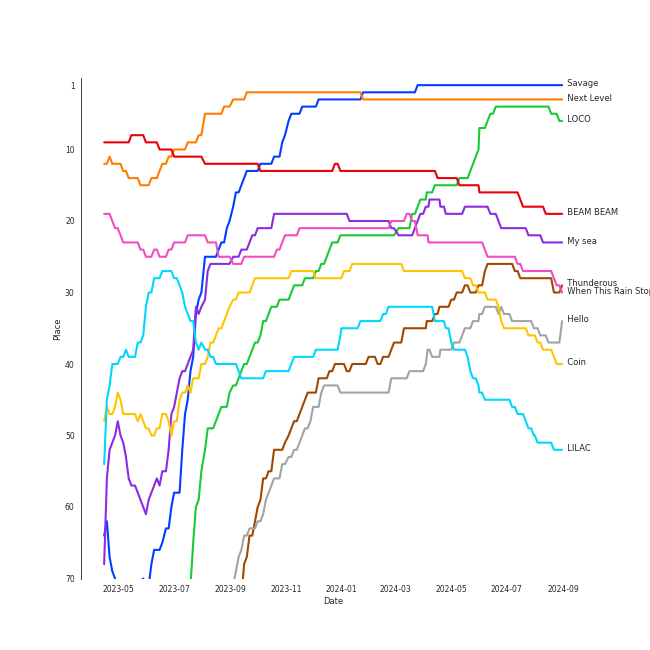 Savage
1
Next Level
LOCO
10
BEAM BEAM
20
My sea
Thunderous
30
When This Rain Stop
Hello
Place
40
Coin
50
LILAC
60
70
2023-05 2023-07 2023-09 2023-11 2024-01 2024-03 2024-05 2024-07 2024-09
Date